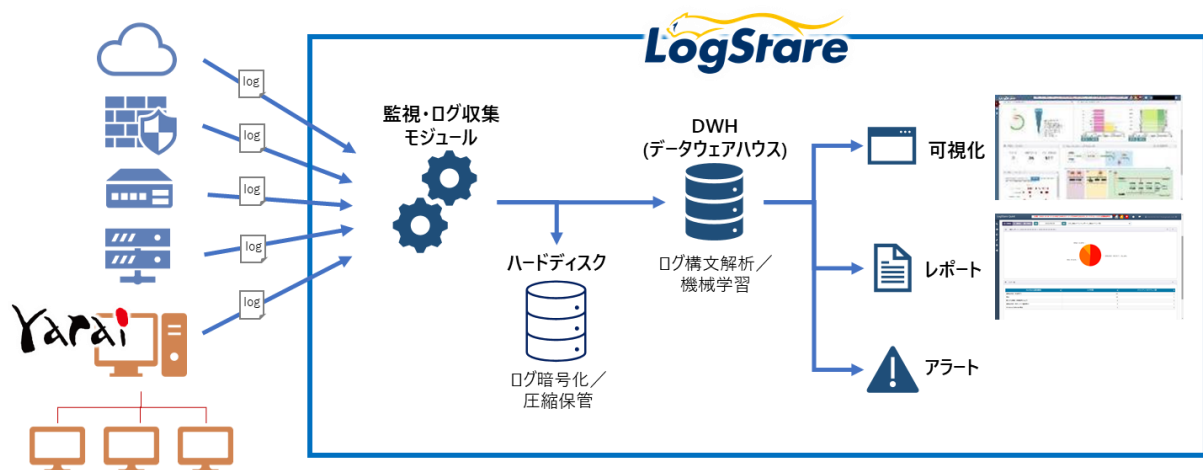 LogStare
log
log
log
log
log
監視・ログ収集
モジュール
DWH
(データウェアハウス)
ログ構文解析／
機械学習
ハードディスク
ログ暗号化／
圧縮保管
可視化
レポート
アラート
Yarai